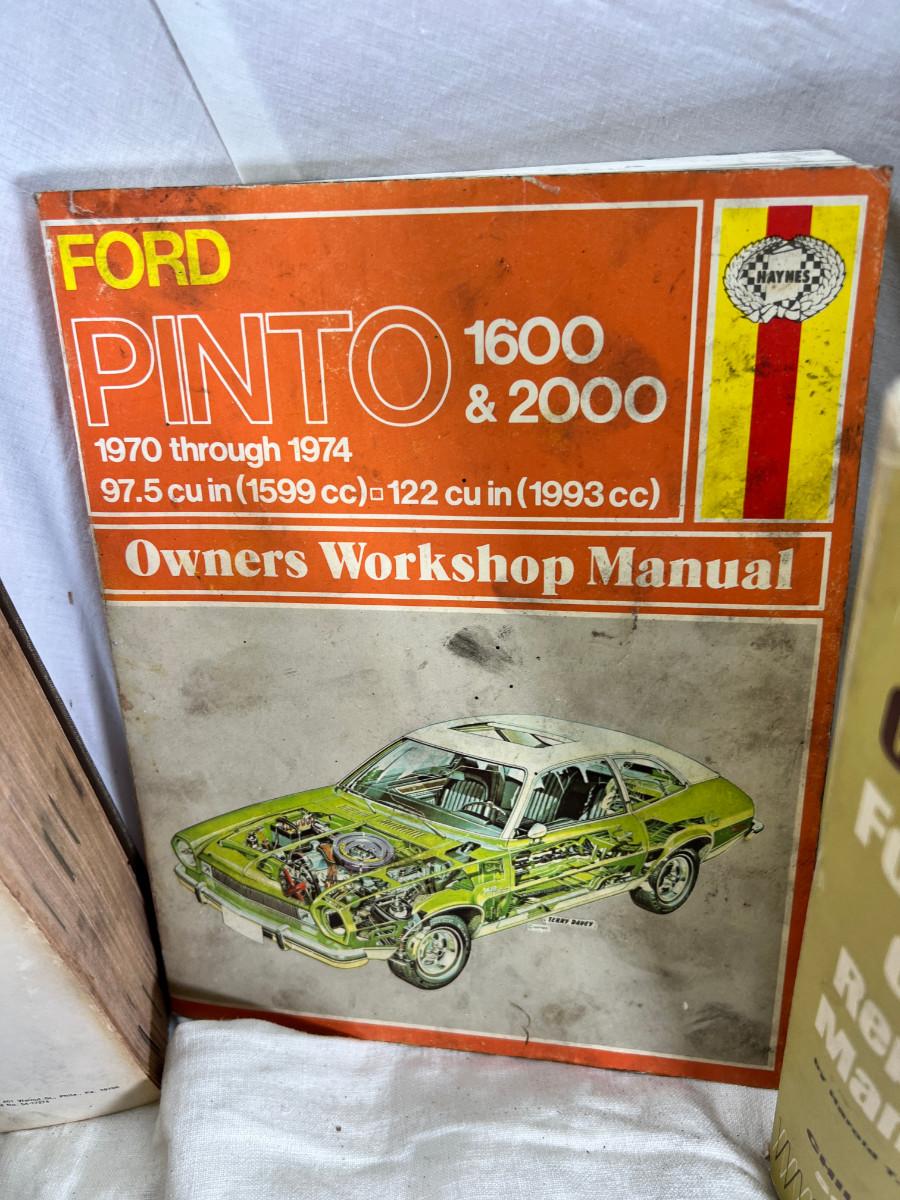 FORD
PINTO
1600
& 2000
1970 through 1974
97.5 cu in (1599 cc) □ 122 cu in (1993 cc)
HAYNES
Owners Workshop Manual
TERRY DAVEY
Man